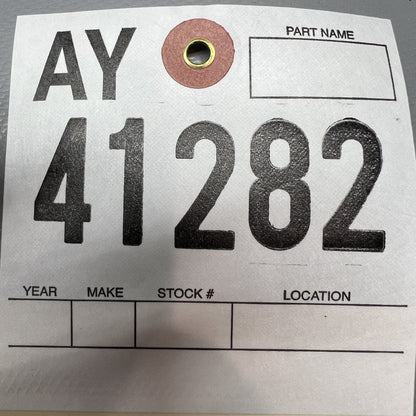 AY
PART NAME
41282
YEAR MAKE STOCK # LOCATION